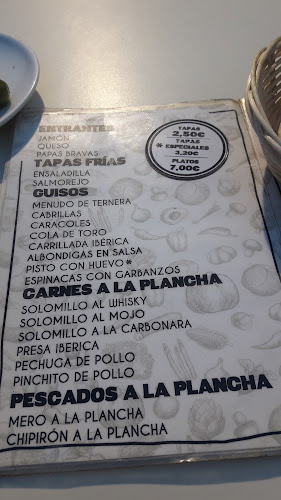 ENTRANTES
JAMÓN
QUESO
PAPAS BRAVAS
TAPAS FRÍAS
ENSALADILLA
SALMOREJO
GUISOS
MENUDO DE TERNERA
CABRILLAS
CARACOLES
COLA DE TORO
CARRILLADA IBÉRICA
ALBONDIGAS EN SALSA
PISTO CON HUEVO *
ESPINACAS CON GARBANZOS
CARNES A LA PLANCHA
SOLOMILLO AL WHISKY
SOLOMILLO AL MOJO
SOLOMILLO A LA CARBONARA
PRESA IBERICA
PECHUGA DE POLLO
PINCHITO DE POLLO
PESCADOS A LA PLANCHA
MERO A LA PLANCHA
CHIPIRÓN A LA PLANCHA
TAPAS
2,50€
TAPAS
* ESPECIALES
3,20€
PLATOS
7,00€